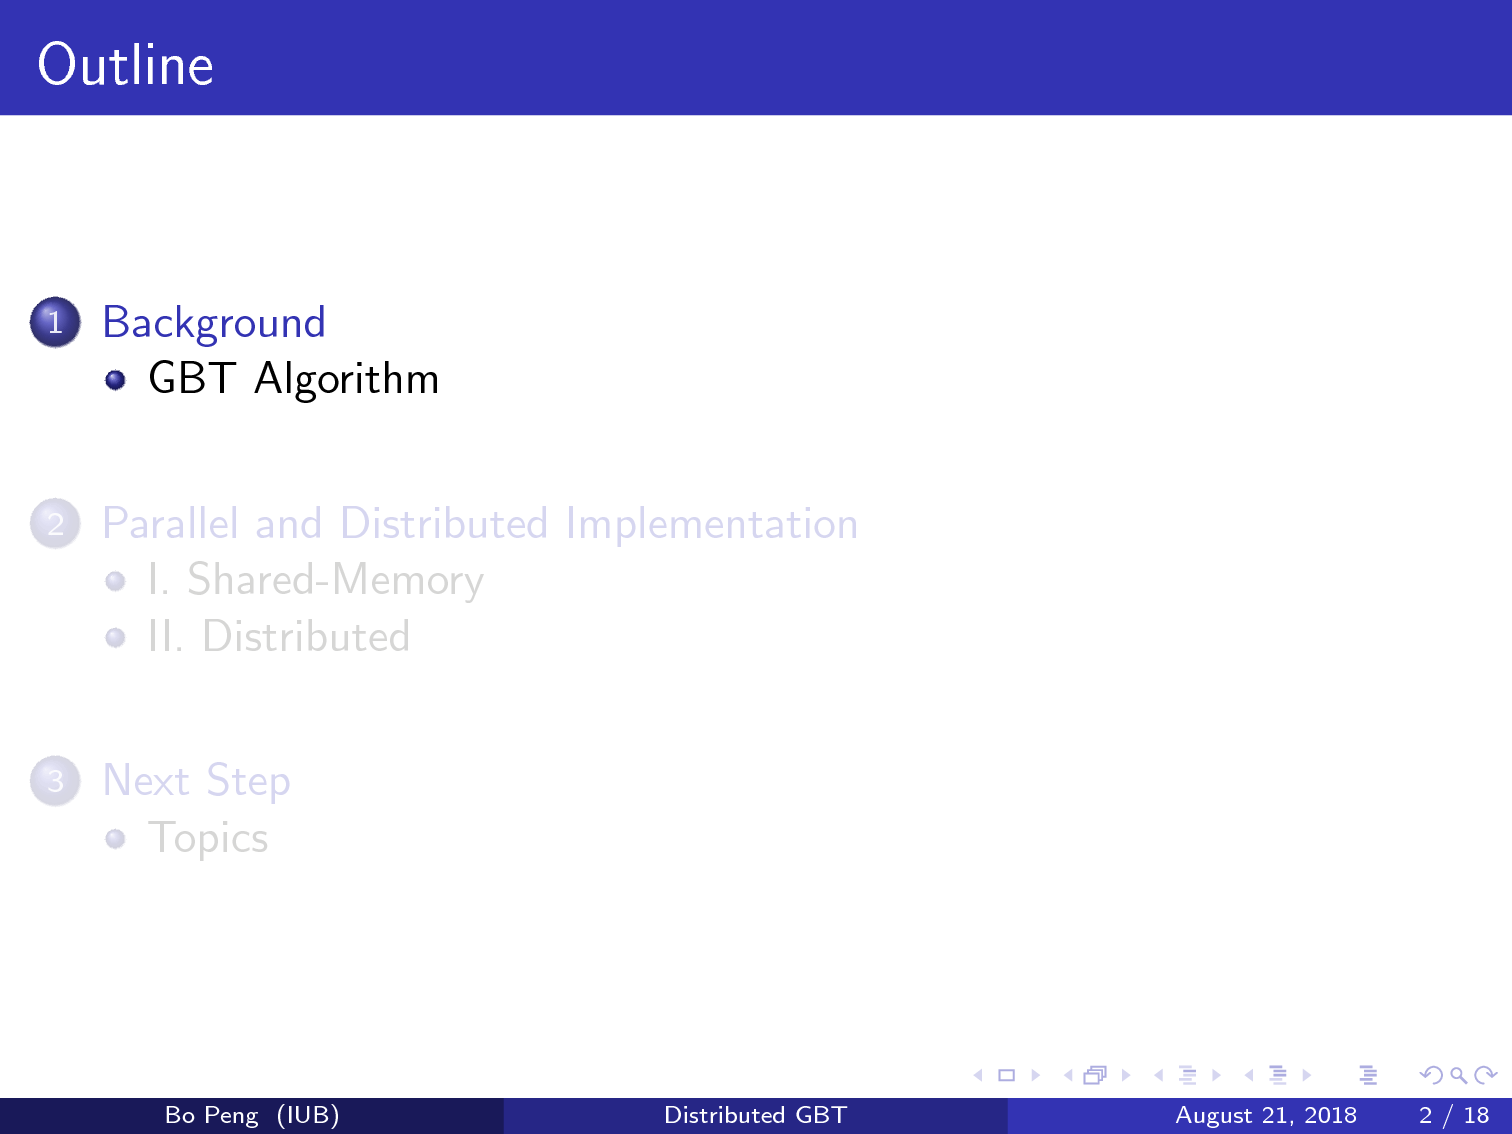 Outline
1 Background
GBT Algorithm
2 Parallel and Distributed Implementation
I. Shared-Memory
II. Distributed
3 Next Step
Topics
Bo Peng (IUB) Distributed GBT August 21, 2018 2 / 18